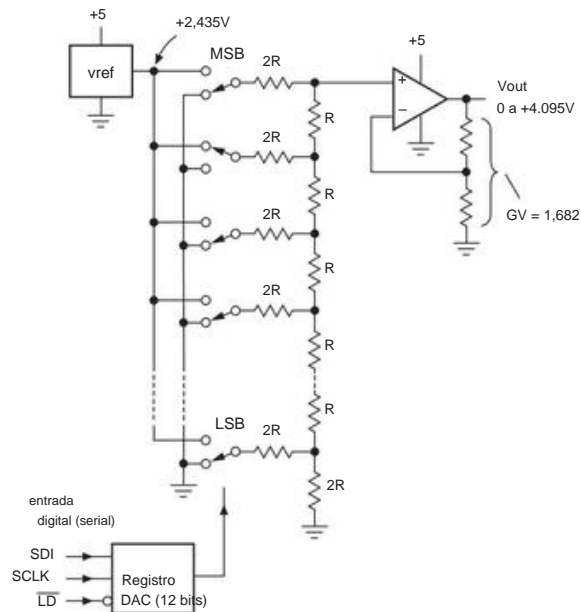 +5
+2,435V
vref
MSB
2R
R
2R
R
2R
R
2R
R
R
LSB
2R
2R
+5
+
−
Vout
0 a +4.095V
GV = 1,682
entrada
digital (serial)
SDI
SCLK
LD
Registro
DAC (12 bits)